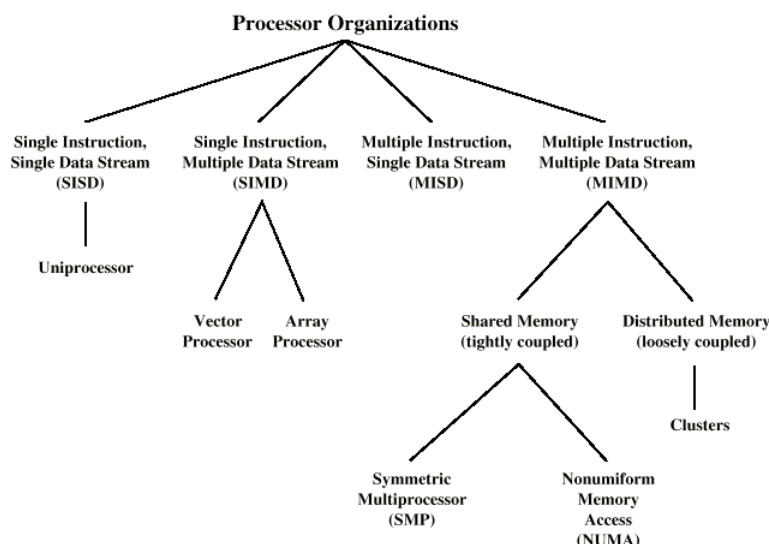 Processor Organizations
Single Instruction,
Single Data Stream
(SISD)
Single Instruction,
Multiple Data Stream
(SIMD)
Multiple Instruction,
Single Data Stream
(MISD)
Multiple Instruction,
Multiple Data Stream
(MIMD)
Uniprocessor
Vector
Processor
Array
Processor
Shared Memory
(tightly coupled)
Distributed Memory
(loosely coupled)
Clusters
Symmetric
Multiprocessor
(SMP)
Nonumiform
Memory
Access
(NUMA)